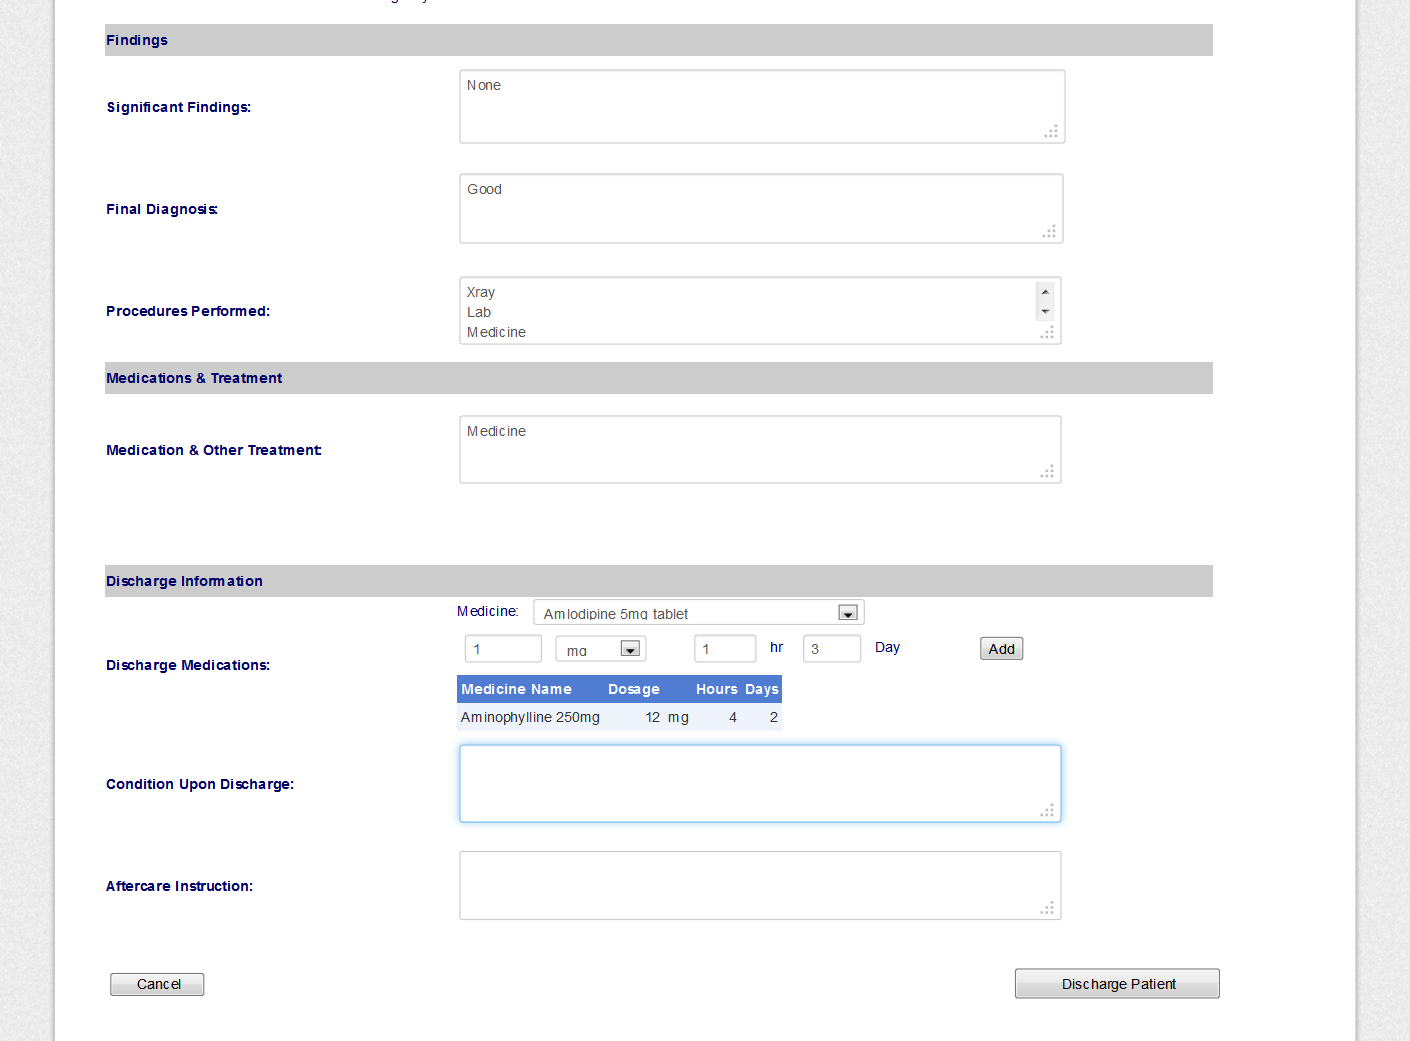 Findings
Significant Findings:
None
Final Diagnosis:
Good
Procedures Performed:
Xray
Lab
Medicine
Medications & Treatment
Medication & Other Treatment:
Medicine
Discharge Information
Medicine: Amlodipine 5mg tablet
Discharge Medications:
1 mg 1 hr 3 Day Add
Medicine Name Dosage Hours Days
Aminophylline 250mg 12 mg 4 2
Condition Upon Discharge:
Aftercare Instruction:
Cancel Discharge Patient